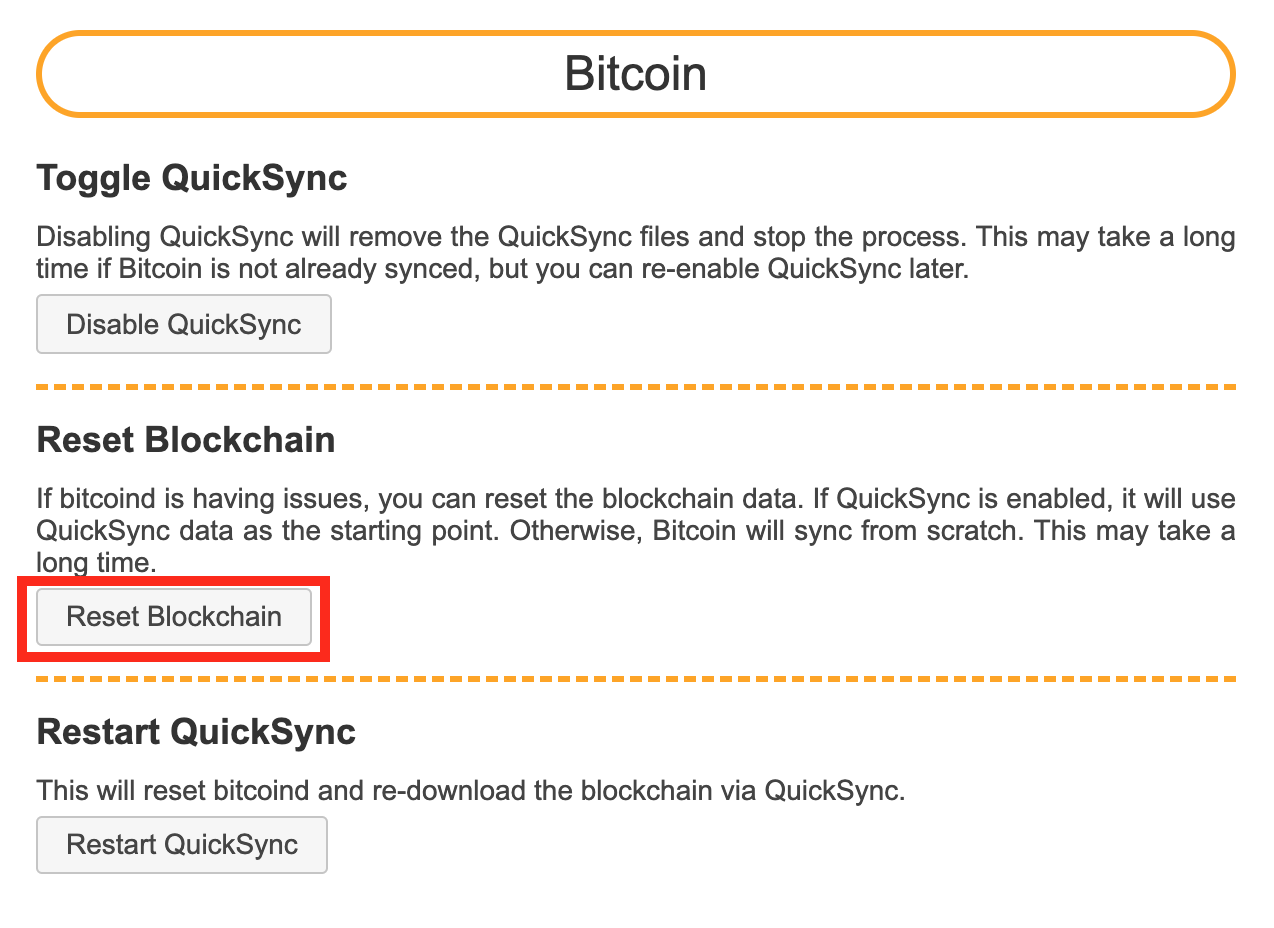 Bitcoin
Toggle QuickSync
Disabling QuickSync will remove the QuickSync files and stop the process. This may take a long
time if Bitcoin is not already synced, but you can re-enable QuickSync later.
Disable QuickSync
Reset Blockchain
If bitcoind is having issues, you can reset the blockchain data. If QuickSync is enabled, it will use
QuickSync data as the starting point. Otherwise, Bitcoin will sync from scratch. This may take a
long time.
Reset Blockchain
Restart QuickSync
This will reset bitcoind and re-download the blockchain via QuickSync.
Restart QuickSync